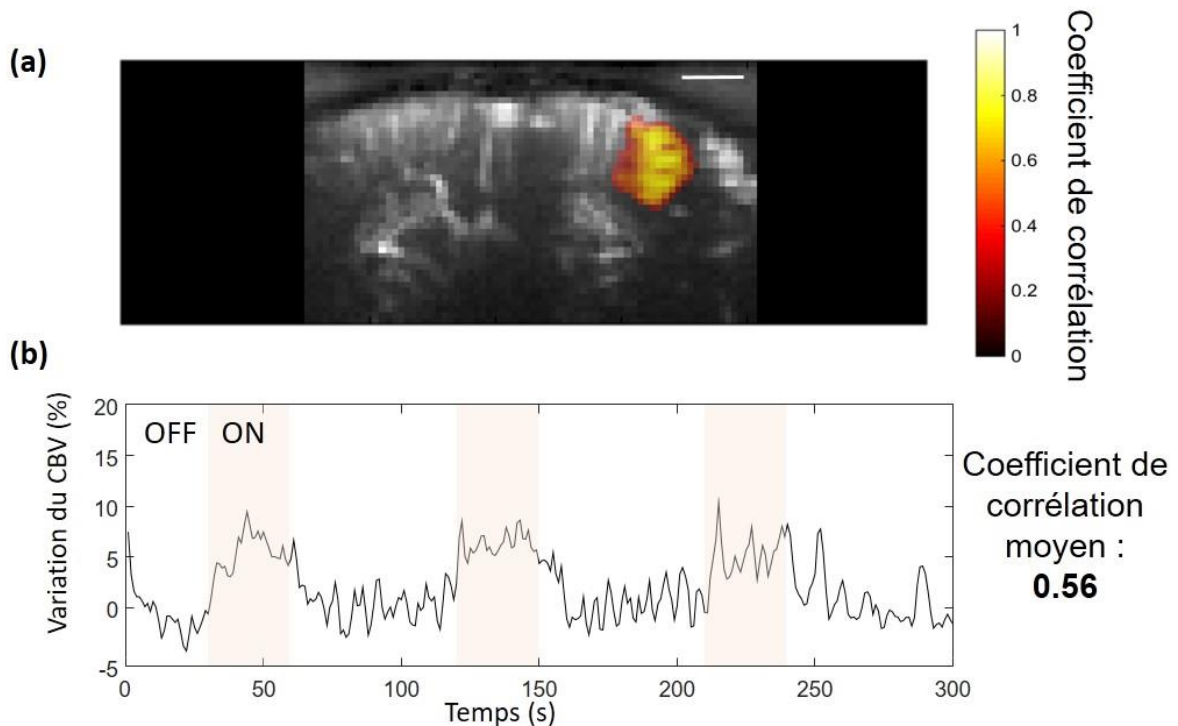 (a)
1
0.8
0.6
0.4
0.2
0
Coefficient de corrélation
(b)
Variation du CBV (%)
20
15
10
5
0
-5
OFF ON
0 50 100 150 200 250 300
Temps (s)
Coefficient de
corrélation
moyen :
0.56